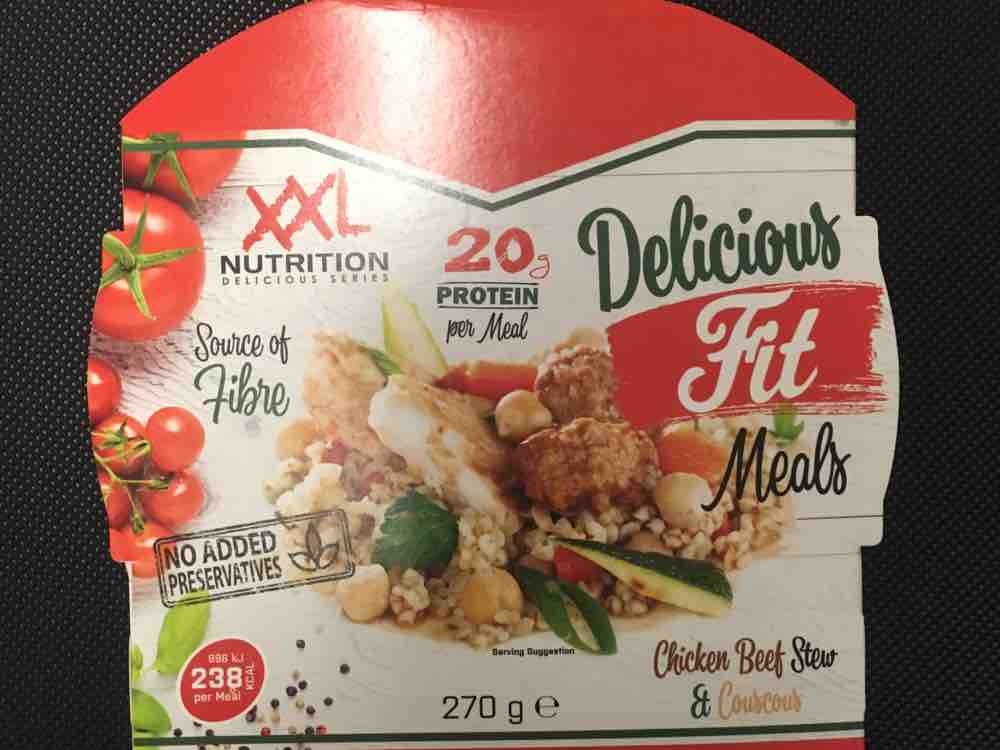 XXL
NUTRITION
DELICIOUS SERIES
20g
PROTEIN
per Meal
Delicious
Fit
Meals
Source of
Fibre
NO ADDED
PRESERVATIVES
998 kJ
238 KCAL
per Meal
Serving Suggestion
270 g e
Chicken Beef Stew
& Couscous